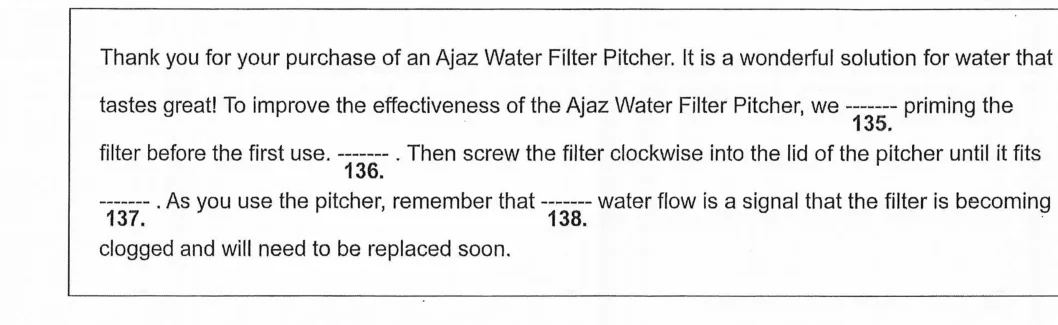 Thank you for your purchase of an Ajaz Water Filter Pitcher. It is a wonderful solution for water that
tastes great! To improve the effectiveness of the Ajaz Water Filter Pitcher, we ------- priming the
135.
filter before the first use. ------- . Then screw the filter clockwise into the lid of the pitcher until it fits
136.
------- . As you use the pitcher, remember that ------- water flow is a signal that the filter is becoming
137. 138.
clogged and will need to be replaced soon.